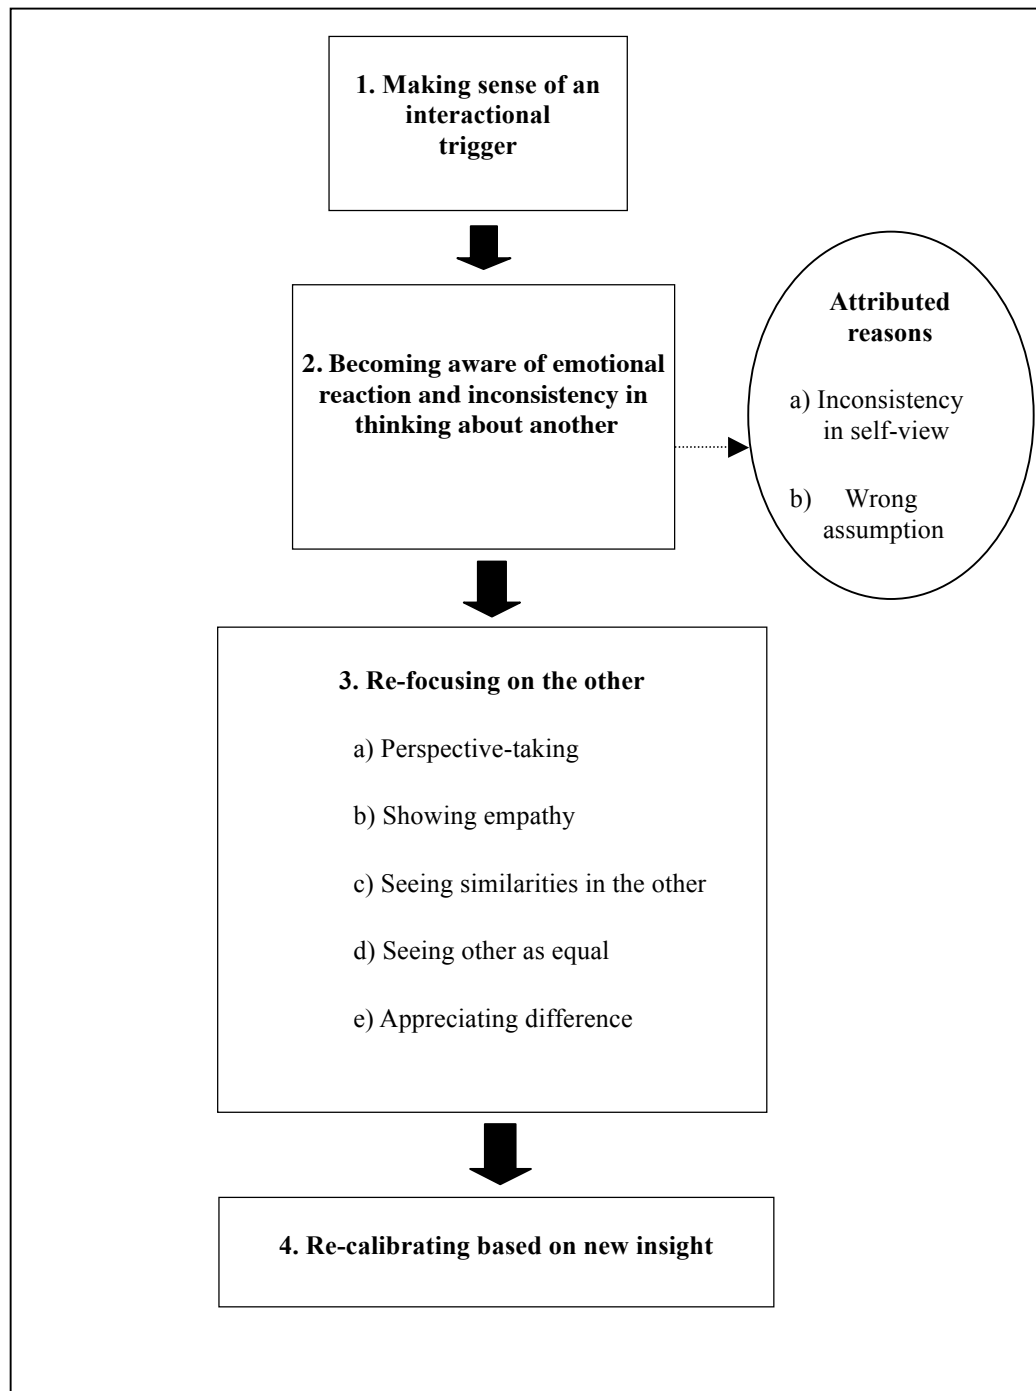 1. Making sense of an
interactional
trigger
2. Becoming aware of emotional
reaction and inconsistency in
thinking about another
Attributed
reasons
a) Inconsistency
in self-view
b) Wrong
assumption
3. Re-focusing on the other
a) Perspective-taking
b) Showing empathy
c) Seeing similarities in the other
d) Seeing other as equal
e) Appreciating difference
4. Re-calibrating based on new insight